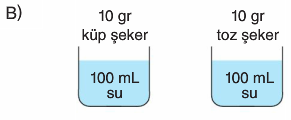 B)
10 gr
küp şeker
100 mL
su
10 gr
toz şeker
100 mL
su